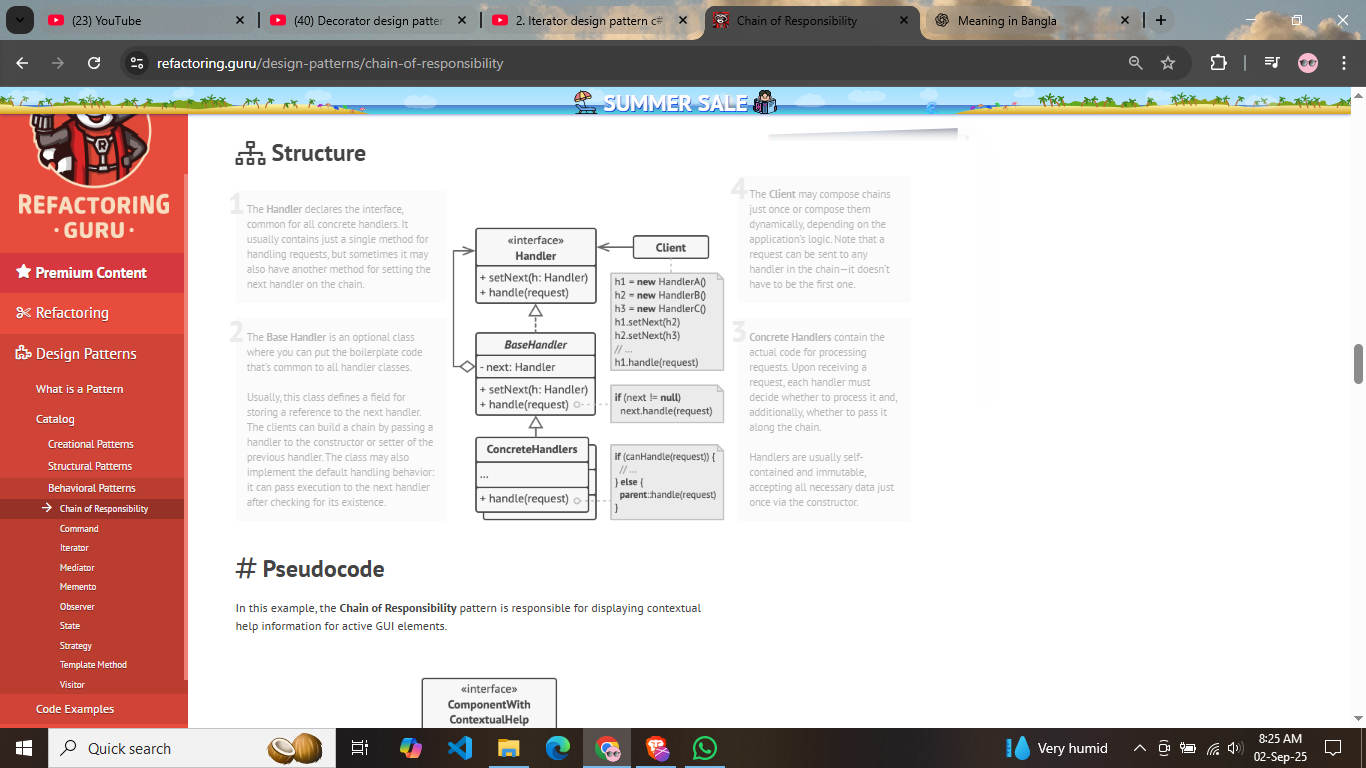 (23) YouTube
(40) Decorator design patter
2. Iterator design pattern c#
Chain of Responsibility
Meaning in Bangla
refactoring.guru/design-patterns/chain-of-responsibility
SUMMER SALE
REFACTORING
· GURU ·
Premium Content
Refactoring
Design Patterns
What is a Pattern
Catalog
Creational Patterns
Structural Patterns
Behavioral Patterns
Chain of Responsibility
Command
Iterator
Mediator
Memento
Observer
State
Strategy
Template Method
Visitor
Code Examples
Structure
1
The Handler declares the interface,
common for all concrete handlers. It
usually contains just a single method for
handling requests, but sometimes it may
also have another method for setting the
next handler on the chain.
2
The Base Handler is an optional class
where you can put the boilerplate code
that's common to all handler classes.
Usually, this class defines a field for
storing a reference to the next handler.
The clients can build a chain by passing a
handler to the constructor or setter of the
previous handler. The class may also
implement the default handling behavior:
it can pass execution to the next handler
after checking for its existence.
«interface»
Handler
+ setNext(h: Handler)
+ handle(request)
BaseHandler
- next: Handler
+ setNext(h: Handler)
+ handle(request)
ConcreteHandlers
...
+ handle(request)
Client
h1 = new HandlerA()
h2 = new HandlerB()
h3 = new HandlerC()
h1.setNext(h2)
h2.setNext(h3)
// ...
h1.handle(request)
if (next != null)
next.handle(request)
if (canHandle(request)) {
// ...
} else {
parent::handle(request)
}
4
The Client may compose chains
just once or compose them
dynamically, depending on the
application's logic. Note that a
request can be sent to any
handler in the chain—it doesn't
have to be the first one.
3
Concrete Handlers contain the
actual code for processing
requests. Upon receiving a
request, each handler must
decide whether to process it and,
additionally, whether to pass it
along the chain.
Handlers are usually self-
contained and immutable,
accepting all necessary data just
once via the constructor.
# Pseudocode
In this example, the Chain of Responsibility pattern is responsible for displaying contextual
help information for active GUI elements.
«interface»
ComponentWith
ContextualHelp
Quick search
Very humid
8:25 AM
02-Sep-25